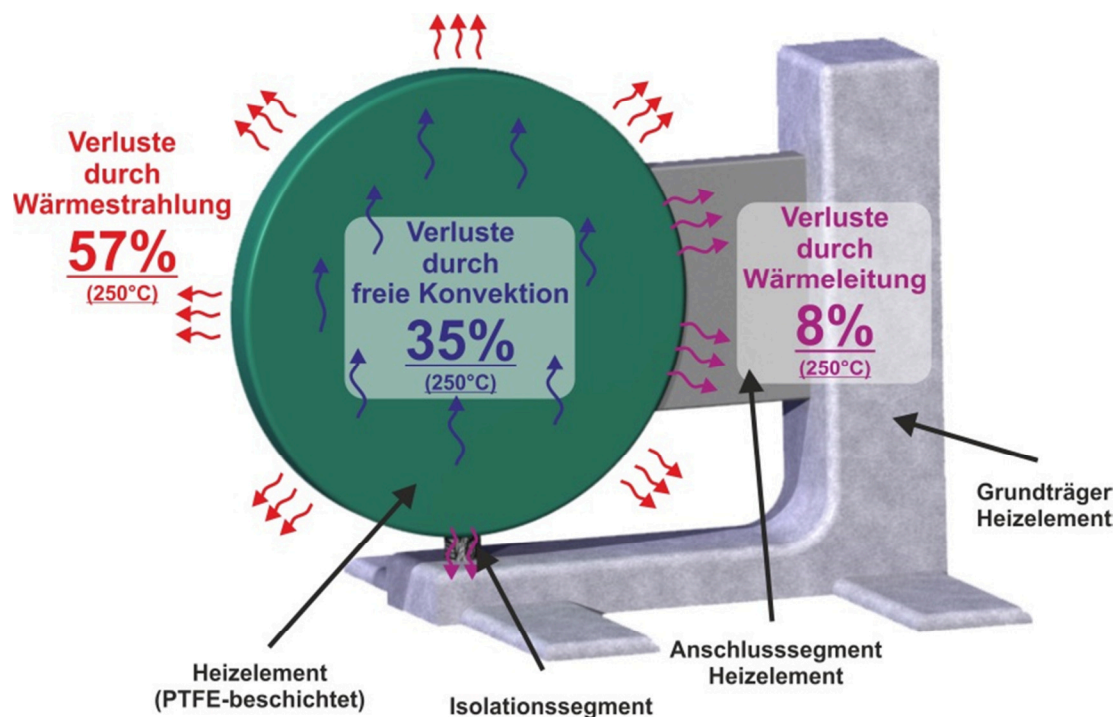 Verluste
durch
Wärmestrahlung
57%
(250°C)
Verluste
durch
freie Konvektion
35%
(250°C)
Verluste
durch
Wärmeleitung
8%
(250°C)
Grundträger
Heizelement
Anschlusssegment
Heizelement
Heizelement
(PTFE-beschichtet)
Isolationssegment